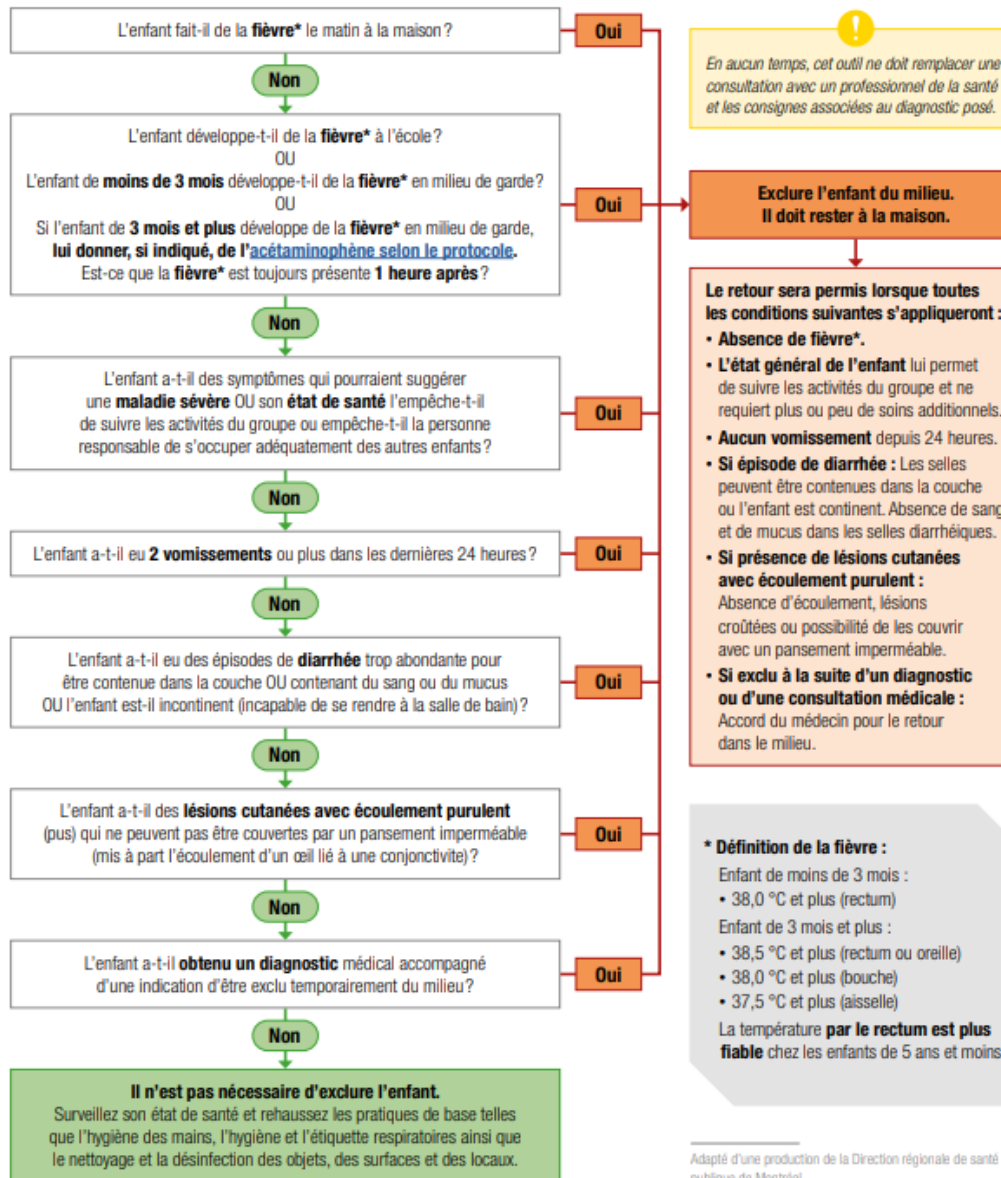 L'enfant fait-il de la fièvre* le matin à la maison ?
Oui
Non
L'enfant développe-t-il de la fièvre* à l'école ?
OU
L'enfant de moins de 3 mois développe-t-il de la fièvre* en milieu de garde ?
OU
Si l'enfant de 3 mois et plus développe de la fièvre* en milieu de garde,
lui donner, si indiqué, de l'acétaminophène selon le protocole.
Est-ce que la fièvre* est toujours présente 1 heure après ?
Oui
Non
L'enfant a-t-il des symptômes qui pourraient suggérer
une maladie sévère OU son état de santé l'empêche-t-il
de suivre les activités du groupe ou empêche-t-il la personne
responsable de s'occuper adéquatement des autres enfants ?
Oui
Non
L'enfant a-t-il eu 2 vomissements ou plus dans les dernières 24 heures ?
Oui
Non
L'enfant a-t-il eu des épisodes de diarrhée trop abondante pour
être contenue dans la couche OU contenant du sang ou du mucus
OU l'enfant est-il incontinent (incapable de se rendre à la salle de bain) ?
Oui
Non
L'enfant a-t-il des lésions cutanées avec écoulement purulent
(pus) qui ne peuvent pas être couvertes par un pansement imperméable
(mis à part l'écoulement d'un œil lié à une conjonctivite) ?
Oui
Non
L'enfant a-t-il obtenu un diagnostic médical accompagné
d'une indication d'être exclu temporairement du milieu ?
Oui
Non
Il n'est pas nécessaire d'exclure l'enfant.
Surveillez son état de santé et rehaussez les pratiques de base telles
que l'hygiène des mains, l'hygiène et l'étiquette respiratoires ainsi que
le nettoyage et la désinfection des objets, des surfaces et des locaux.
!
En aucun temps, cet outil ne doit remplacer une
consultation avec un professionnel de la santé
et les consignes associées au diagnostic posé.
Exclure l'enfant du milieu.
Il doit rester à la maison.
Le retour sera permis lorsque toutes
les conditions suivantes s'appliqueront :
• Absence de fièvre*.
• L'état général de l'enfant lui permet
de suivre les activités du groupe et ne
requiert plus ou peu de soins additionnels.
• Aucun vomissement depuis 24 heures.
• Si épisode de diarrhée : Les selles
peuvent être contenues dans la couche
ou l'enfant est continent. Absence de sang
et de mucus dans les selles diarrhéiques.
• Si présence de lésions cutanées
avec écoulement purulent :
Absence d'écoulement, lésions
croûtées ou possibilité de les couvrir
avec un pansement imperméable.
• Si exclu à la suite d'un diagnostic
ou d'une consultation médicale :
Accord du médecin pour le retour
dans le milieu.
* Définition de la fièvre :
Enfant de moins de 3 mois :
• 38,0 °C et plus (rectum)
Enfant de 3 mois et plus :
• 38,5 °C et plus (rectum ou oreille)
• 38,0 °C et plus (bouche)
• 37,5 °C et plus (aisselle)
La température par le rectum est plus
fiable chez les enfants de 5 ans et moins
Adapté d'une production de la Direction régionale de santé
publique de Montréal